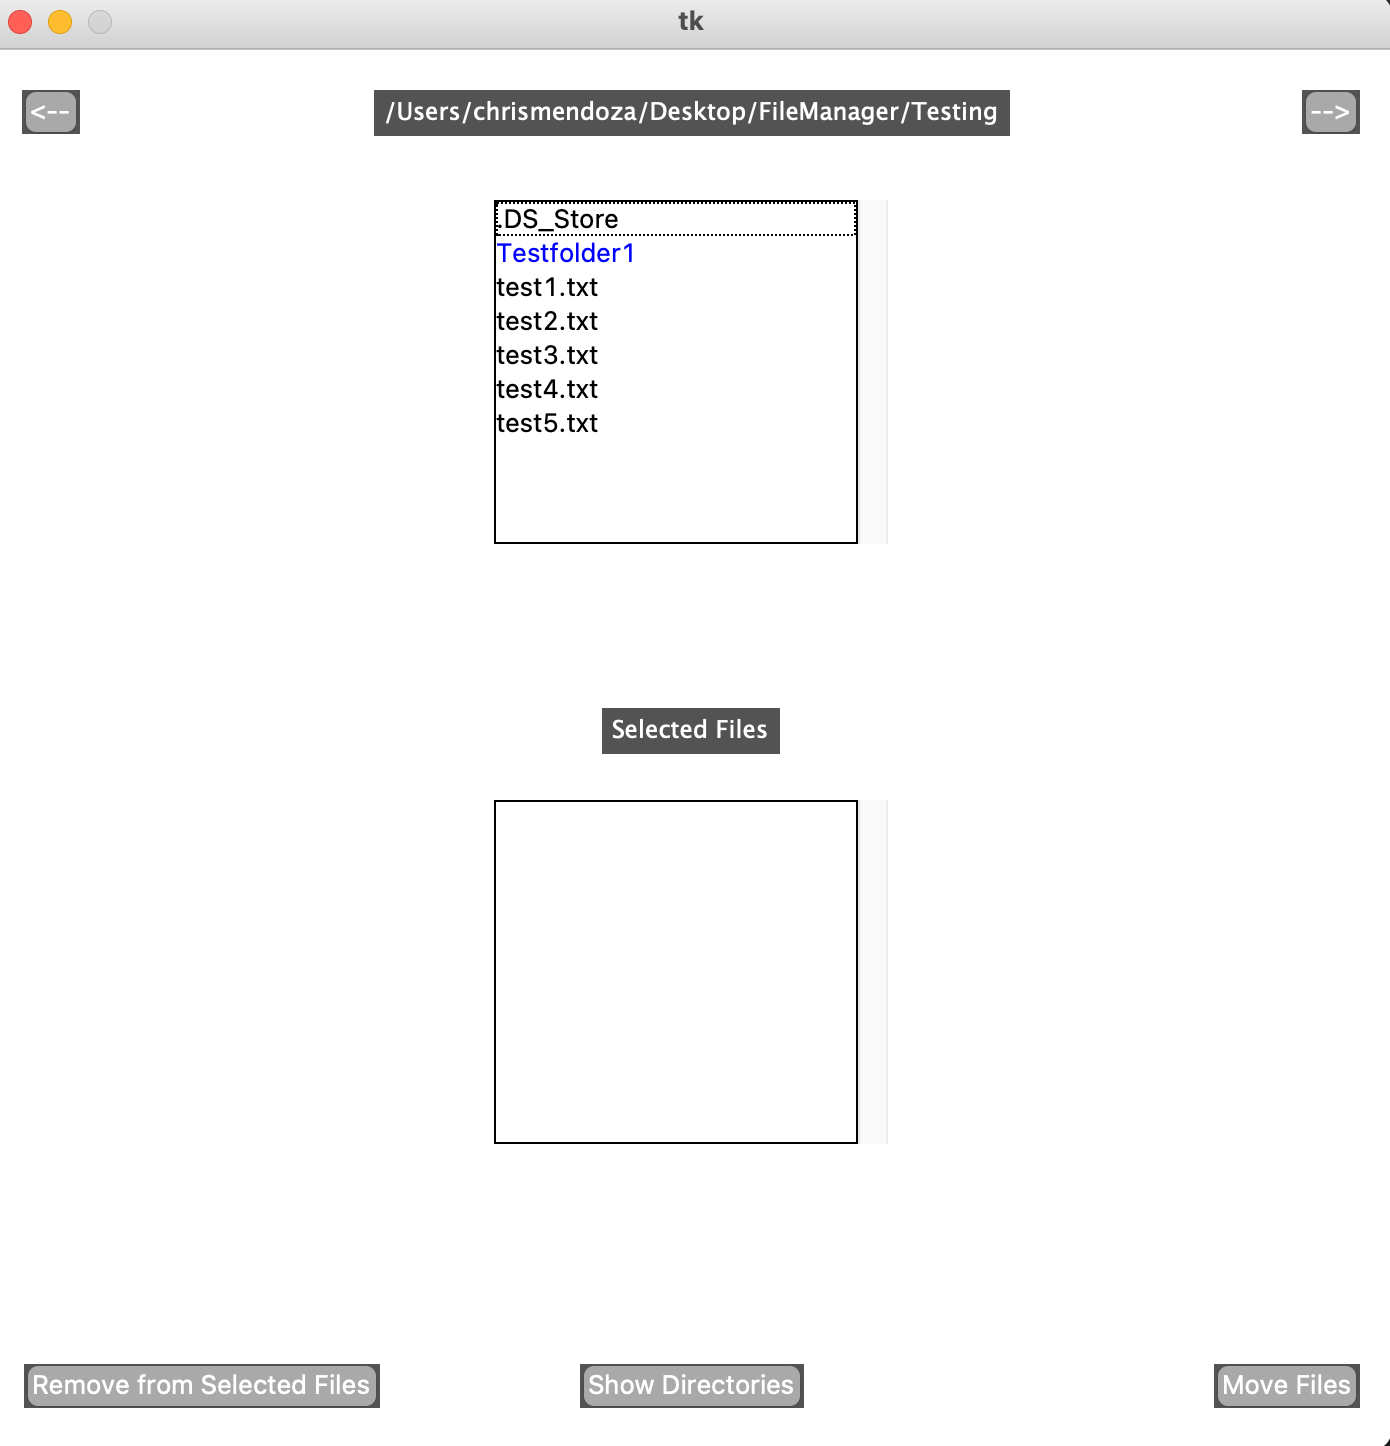 tk
<-- /Users/chrismendoza/Desktop/FileManager/Testing -->
.DS_Store
Testfolder1
test1.txt
test2.txt
test3.txt
test4.txt
test5.txt
Selected Files
Remove from Selected Files Show Directories Move Files